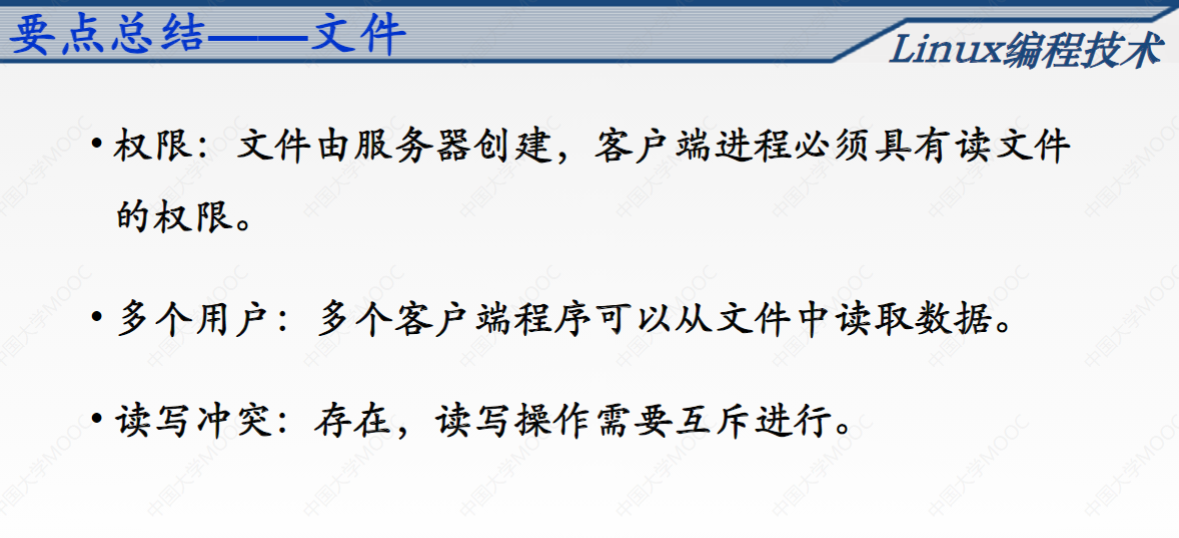 要点总结——文件
Linux编程技术
•权限：文件由服务器创建，客户端进程必须具有读文件
的权限。
•多个用户：多个客户端程序可以从文件中读取数据。
•读写冲突：存在，读写操作需要互斥进行。
中国大学MOOC